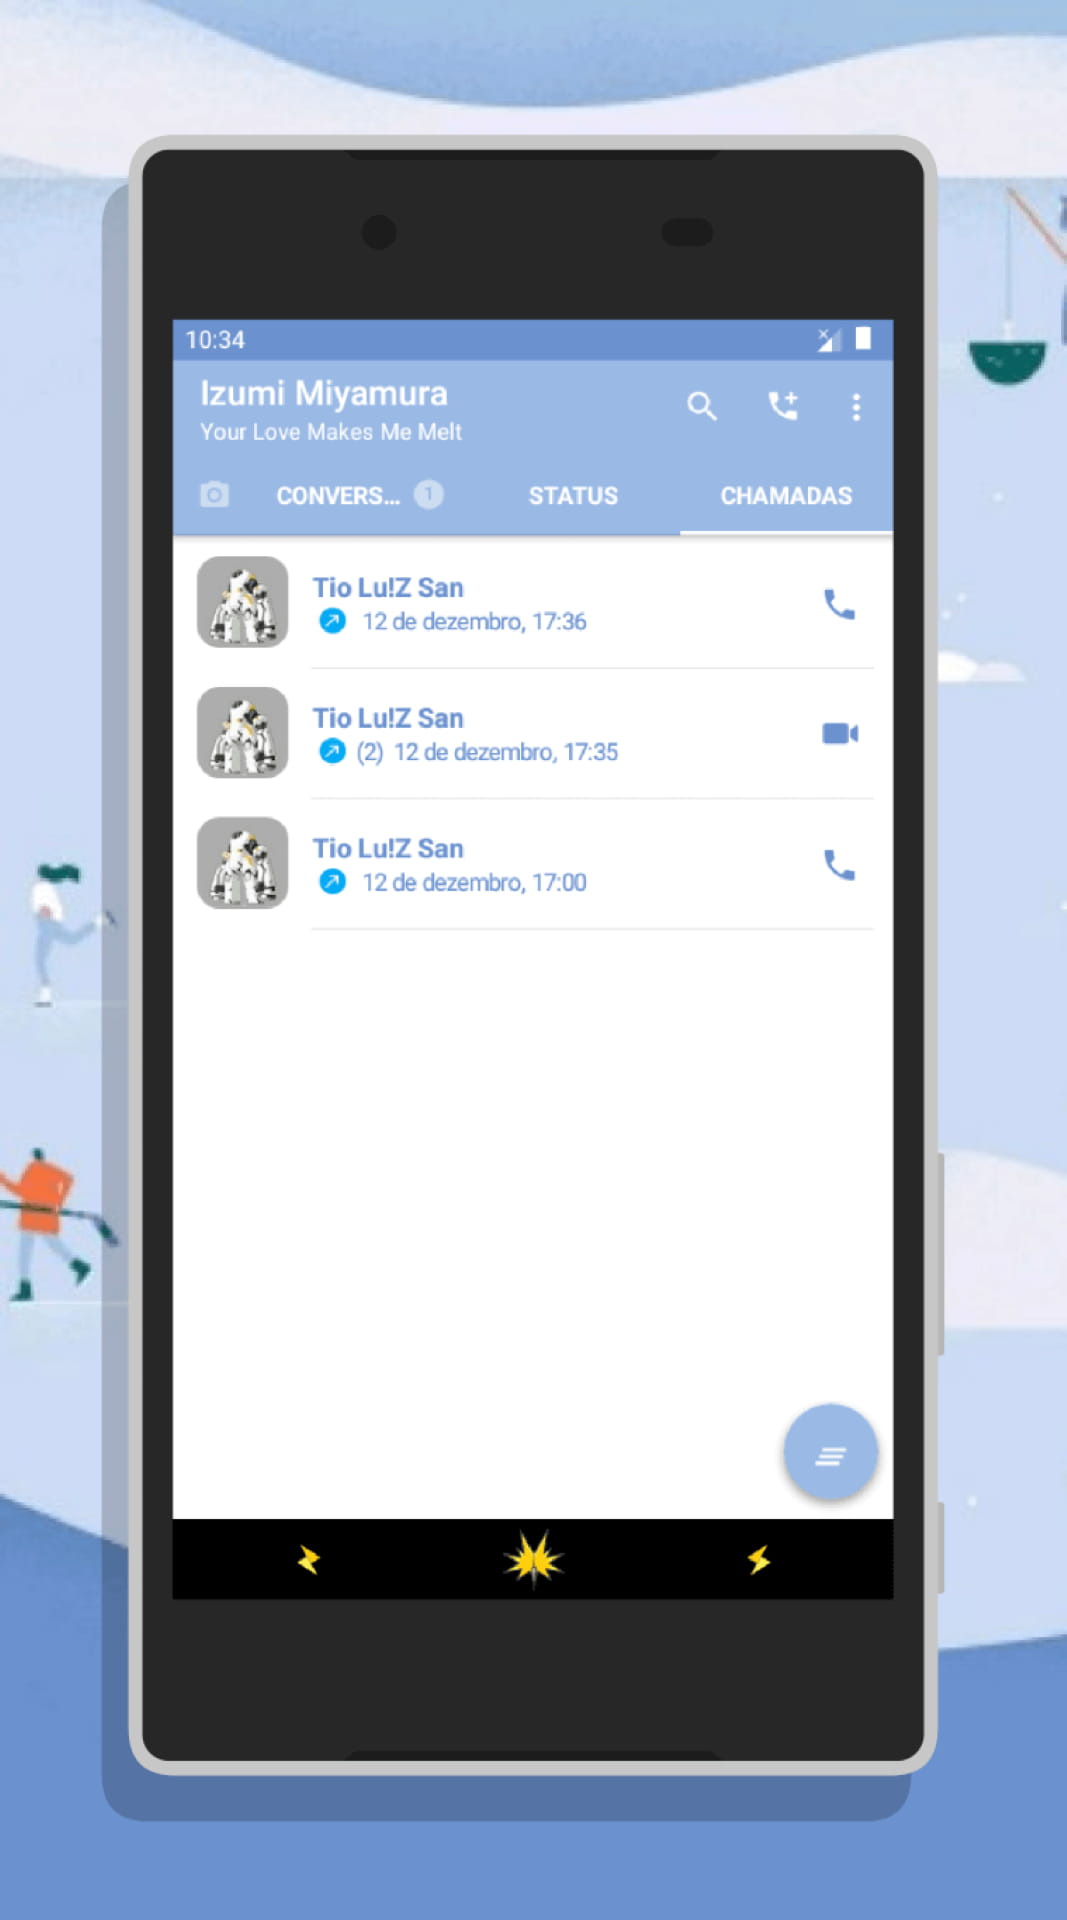 10:34
Izumi Miyamura
Your Love Makes Me Melt
CONVERS... 1
STATUS
CHAMADAS
Tio Lu!Z San
12 de dezembro, 17:36
Tio Lu!Z San
(2) 12 de dezembro, 17:35
Tio Lu!Z San
12 de dezembro, 17:00